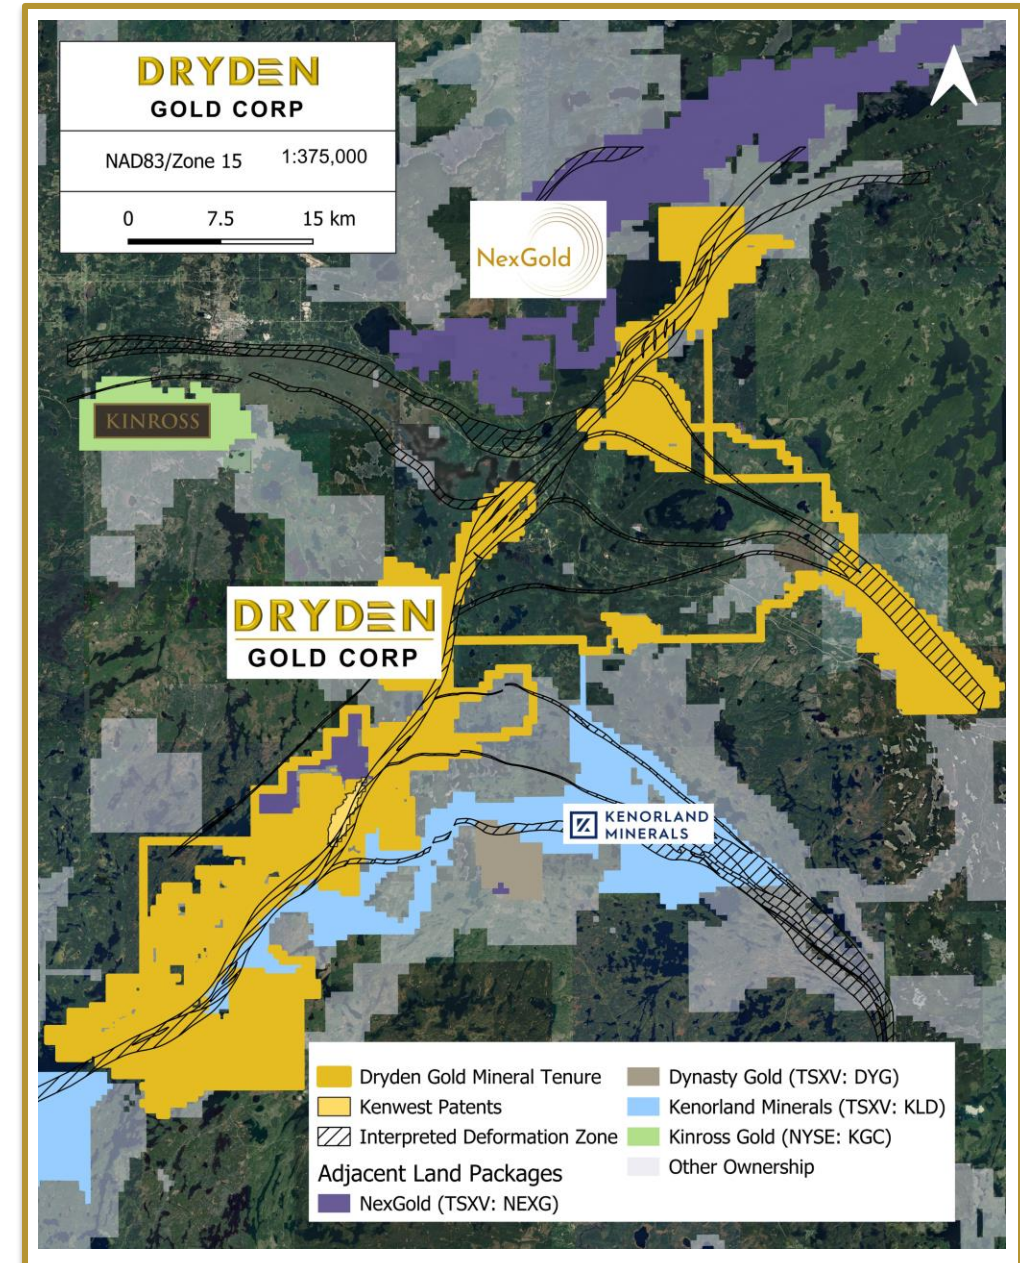 DRYDEN
GOLD CORP
NAD83/Zone 15 1:375,000
0 7.5 15 km
NexGold
KINROSS
DRYDEN
GOLD CORP
KENORLAND
MINERALS
Dryden Gold Mineral Tenure
Kenwest Patents
Interpreted Deformation Zone
Adjacent Land Packages
NexGold (TSXV: NEXG)
Dynasty Gold (TSXV: DYG)
Kenorland Minerals (TSXV: KLD)
Kinross Gold (NYSE: KGC)
Other Ownership